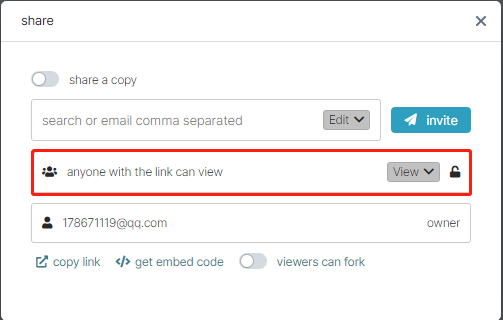 share
share a copy
search or email comma separated Edit invite
anyone with the link can view View
178671119@qq.com owner
copy link get embed code viewers can fork